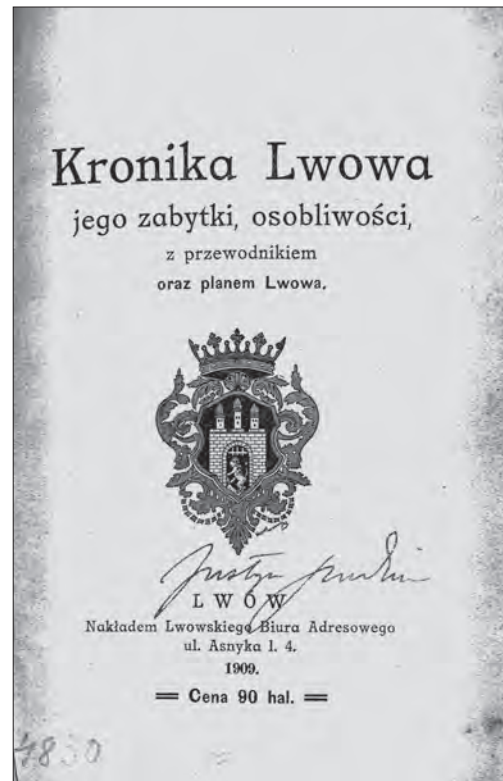 Kronika Lwowa
jego zabytki, osobliwości,
z przewodnikiem
oraz planem Lwowa.
LWÓW
Nakładem Lwowskiego Biura Adresowego
ul. Asnyka l. 4.
1909.
Cena 90 hal.